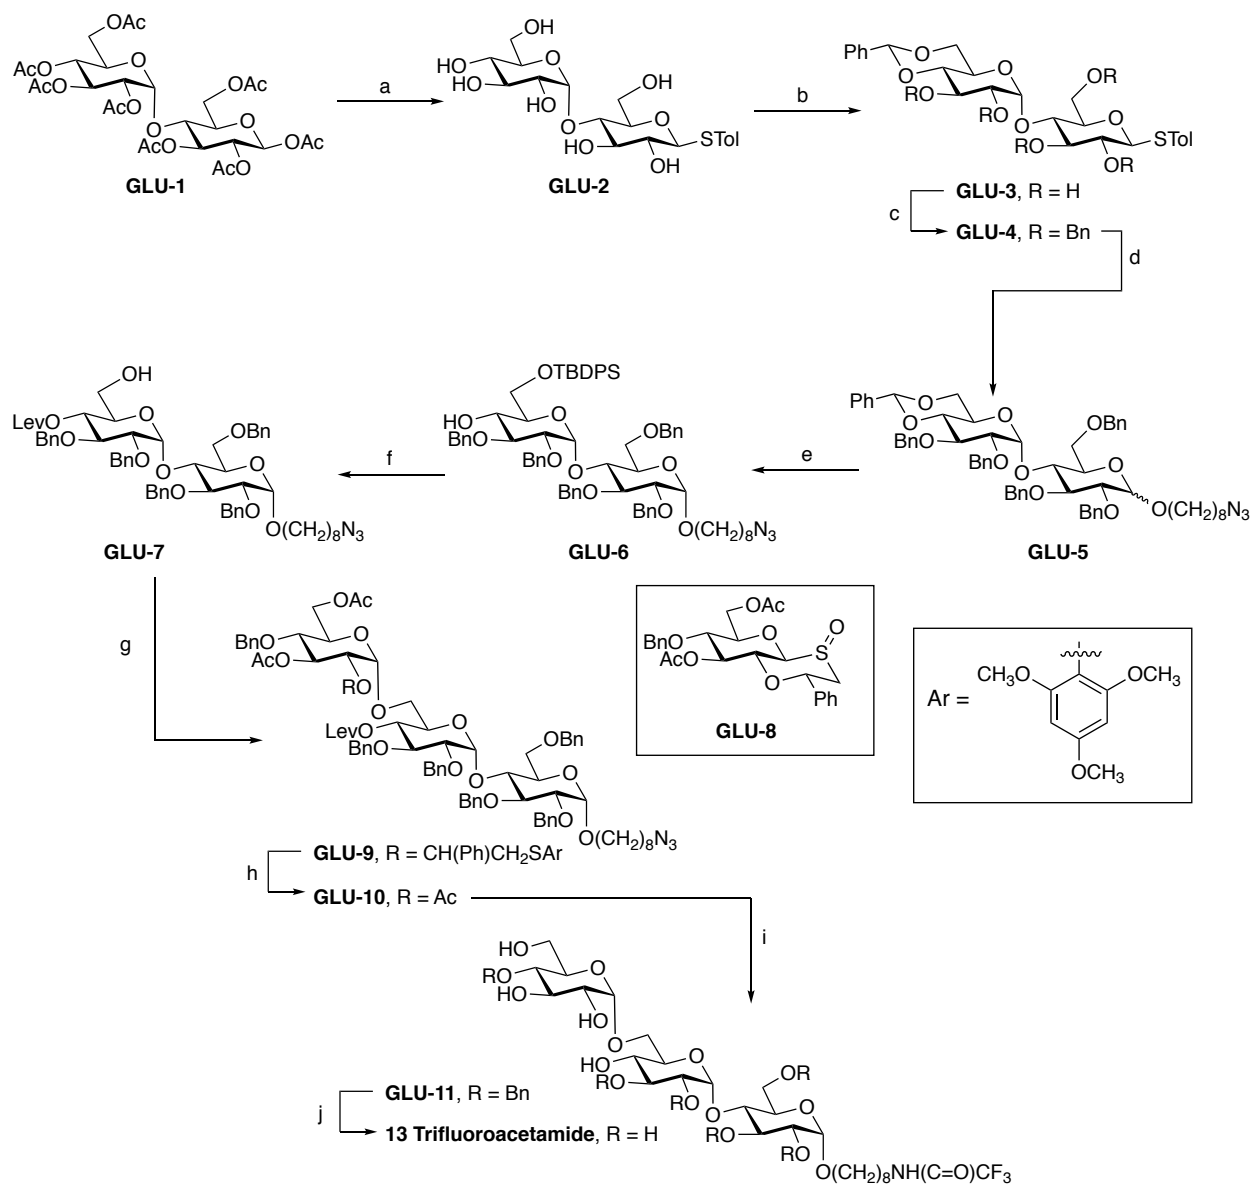 OAc
O
AcO
AcO
AcO
O
OAc
O
AcO
OAc
OAc
GLU-1
a
OH
O
HO
HO
HO
O
OH
O
HO
OH
STol
GLU-2
b
Ph
O
O
O
RO
RO
O
OR
O
RO
OR
STol
GLU-3, R = H
c
GLU-4, R = Bn
d
OH
O
LevO
BnO
BnO
O
OBn
O
BnO
BnO
O(CH2)8N3
GLU-7
f
OTBDPS
O
HO
BnO
BnO
O
OBn
O
BnO
BnO
O(CH2)8N3
GLU-6
e
Ph
O
O
O
BnO
BnO
O
OBn
O
BnO
BnO
O(CH2)8N3
GLU-5
g
OAc
O
BnO
AcO
RO
O
O
LevO
BnO
BnO
O
OBn
O
BnO
BnO
O(CH2)8N3
GLU-9, R = CH(Ph)CH2SAr
h
GLU-10, R = Ac
OAc
O
BnO
AcO
O
S
O
Ph
GLU-8
Ar =
CH3O
OCH3
OCH3
i
HO
O
RO
HO
HO
O
O
HO
RO
RO
O
OR
O
RO
RO
O(CH2)8NH(C=O)CF3
GLU-11, R = Bn
j
13 Trifluoroacetamide, R = H